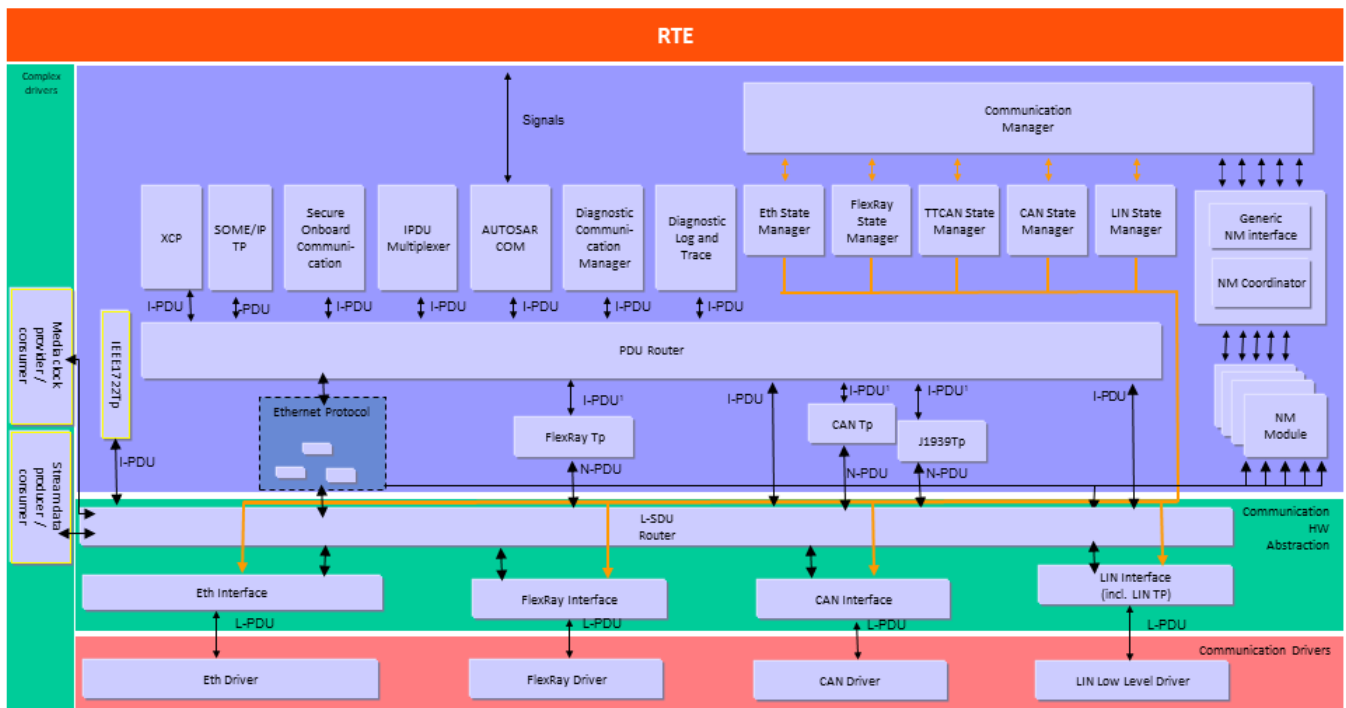 RTE
Complex
drivers
Signals
Communication
Manager
XCP
SOME/IP
TP
Secure
Onboard
Communi-
cation
IPDU
Multiplexer
AUTOSAR
COM
Diagnostic
Communi-
cation
Manager
Diagnostic
Log and
Trace
Eth State
Manager
FlexRay
State
Manager
TTCAN State
Manager
CAN State
Manager
LIN State
Manager
Generic
NM interface
NM Coordinator
I-PDU
-PDU
I-PDU
I-PDU
I-PDU
I-PDU
I-PDU
Media clock
provider /
consumer
IEEE1722Tp
PDU Router
Ethernet Protocol
I-PDU¹
I-PDU
I-PDU¹
I-PDU¹
I-PDU
FlexRay Tp
CAN Tp
J1939Tp
NM
Module
Streamdata
producer /
consumer
I-PDU
N-PDU
N-PDU
N-PDU
L-SDU
Router
Communication
HW
Abstraction
Eth Interface
FlexRay Interface
CAN Interface
LIN Interface
(incl. LIN TP)
L-PDU
L-PDU
L-PDU
L-PDU
Communication Drivers
Eth Driver
FlexRay Driver
CAN Driver
LIN Low Level Driver